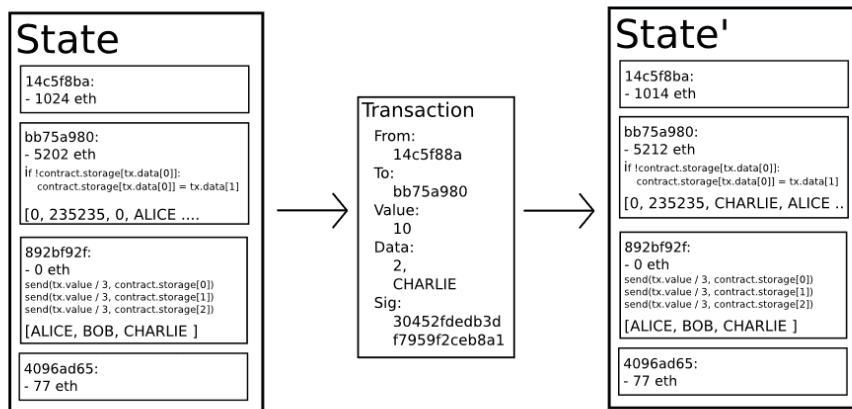 State
14c5f8ba:
- 1024 eth
bb75a980:
- 5202 eth
if !contract.storage[tx.data[0]]:
contract.storage[tx.data[0]] = tx.data[1]
[0, 235235, 0, ALICE ....
892bf92f:
- 0 eth
send(tx.value / 3, contract.storage[0])
send(tx.value / 3, contract.storage[1])
send(tx.value / 3, contract.storage[2])
[ALICE, BOB, CHARLIE ]
4096ad65:
- 77 eth
Transaction
From:
14c5f88a
To:
bb75a980
Value:
10
Data:
2,
CHARLIE
Sig:
30452fdedb3d
f7959f2ceb8a1
State'
14c5f8ba:
- 1014 eth
bb75a980:
- 5212 eth
if !contract.storage[tx.data[0]]:
contract.storage[tx.data[0]] = tx.data[1]
[0, 235235, CHARLIE, ALICE ..
892bf92f:
- 0 eth
send(tx.value / 3, contract.storage[0])
send(tx.value / 3, contract.storage[1])
send(tx.value / 3, contract.storage[2])
[ALICE, BOB, CHARLIE ]
4096ad65:
- 77 eth